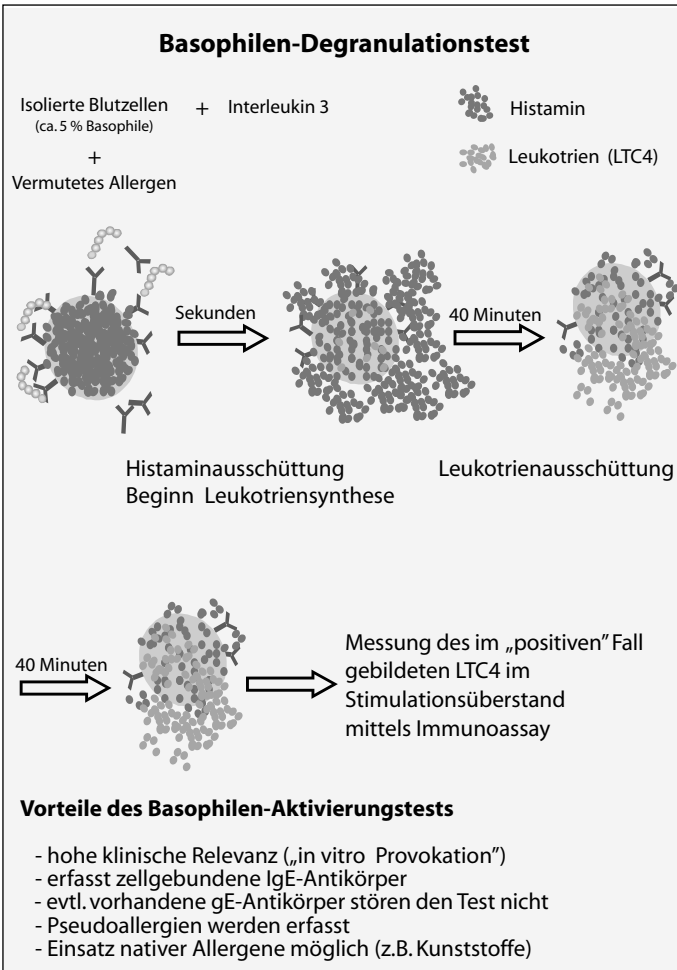 Basophilen-Degranulationstest
Isolierte Blutzellen + Interleukin 3
(ca. 5 % Basophile)
+
Vermutetes Allergen
Histamin
Leukotrien (LTC4)
Sekunden
40 Minuten
Histaminausschüttung
Beginn Leukotriensynthese
Leukotrienausschüttung
40 Minuten
Messung des im „positiven” Fall
gebildeten LTC4 im
Stimulationsüberstand
mittels Immunoassay
Vorteile des Basophilen-Aktivierungstests
- hohe klinische Relevanz („in vitro Provokation”)
- erfasst zellgebundene IgE-Antikörper
- evtl. vorhandene gE-Antikörper stören den Test nicht
- Pseudoallergien werden erfasst
- Einsatz nativer Allergene möglich (z.B. Kunststoffe)